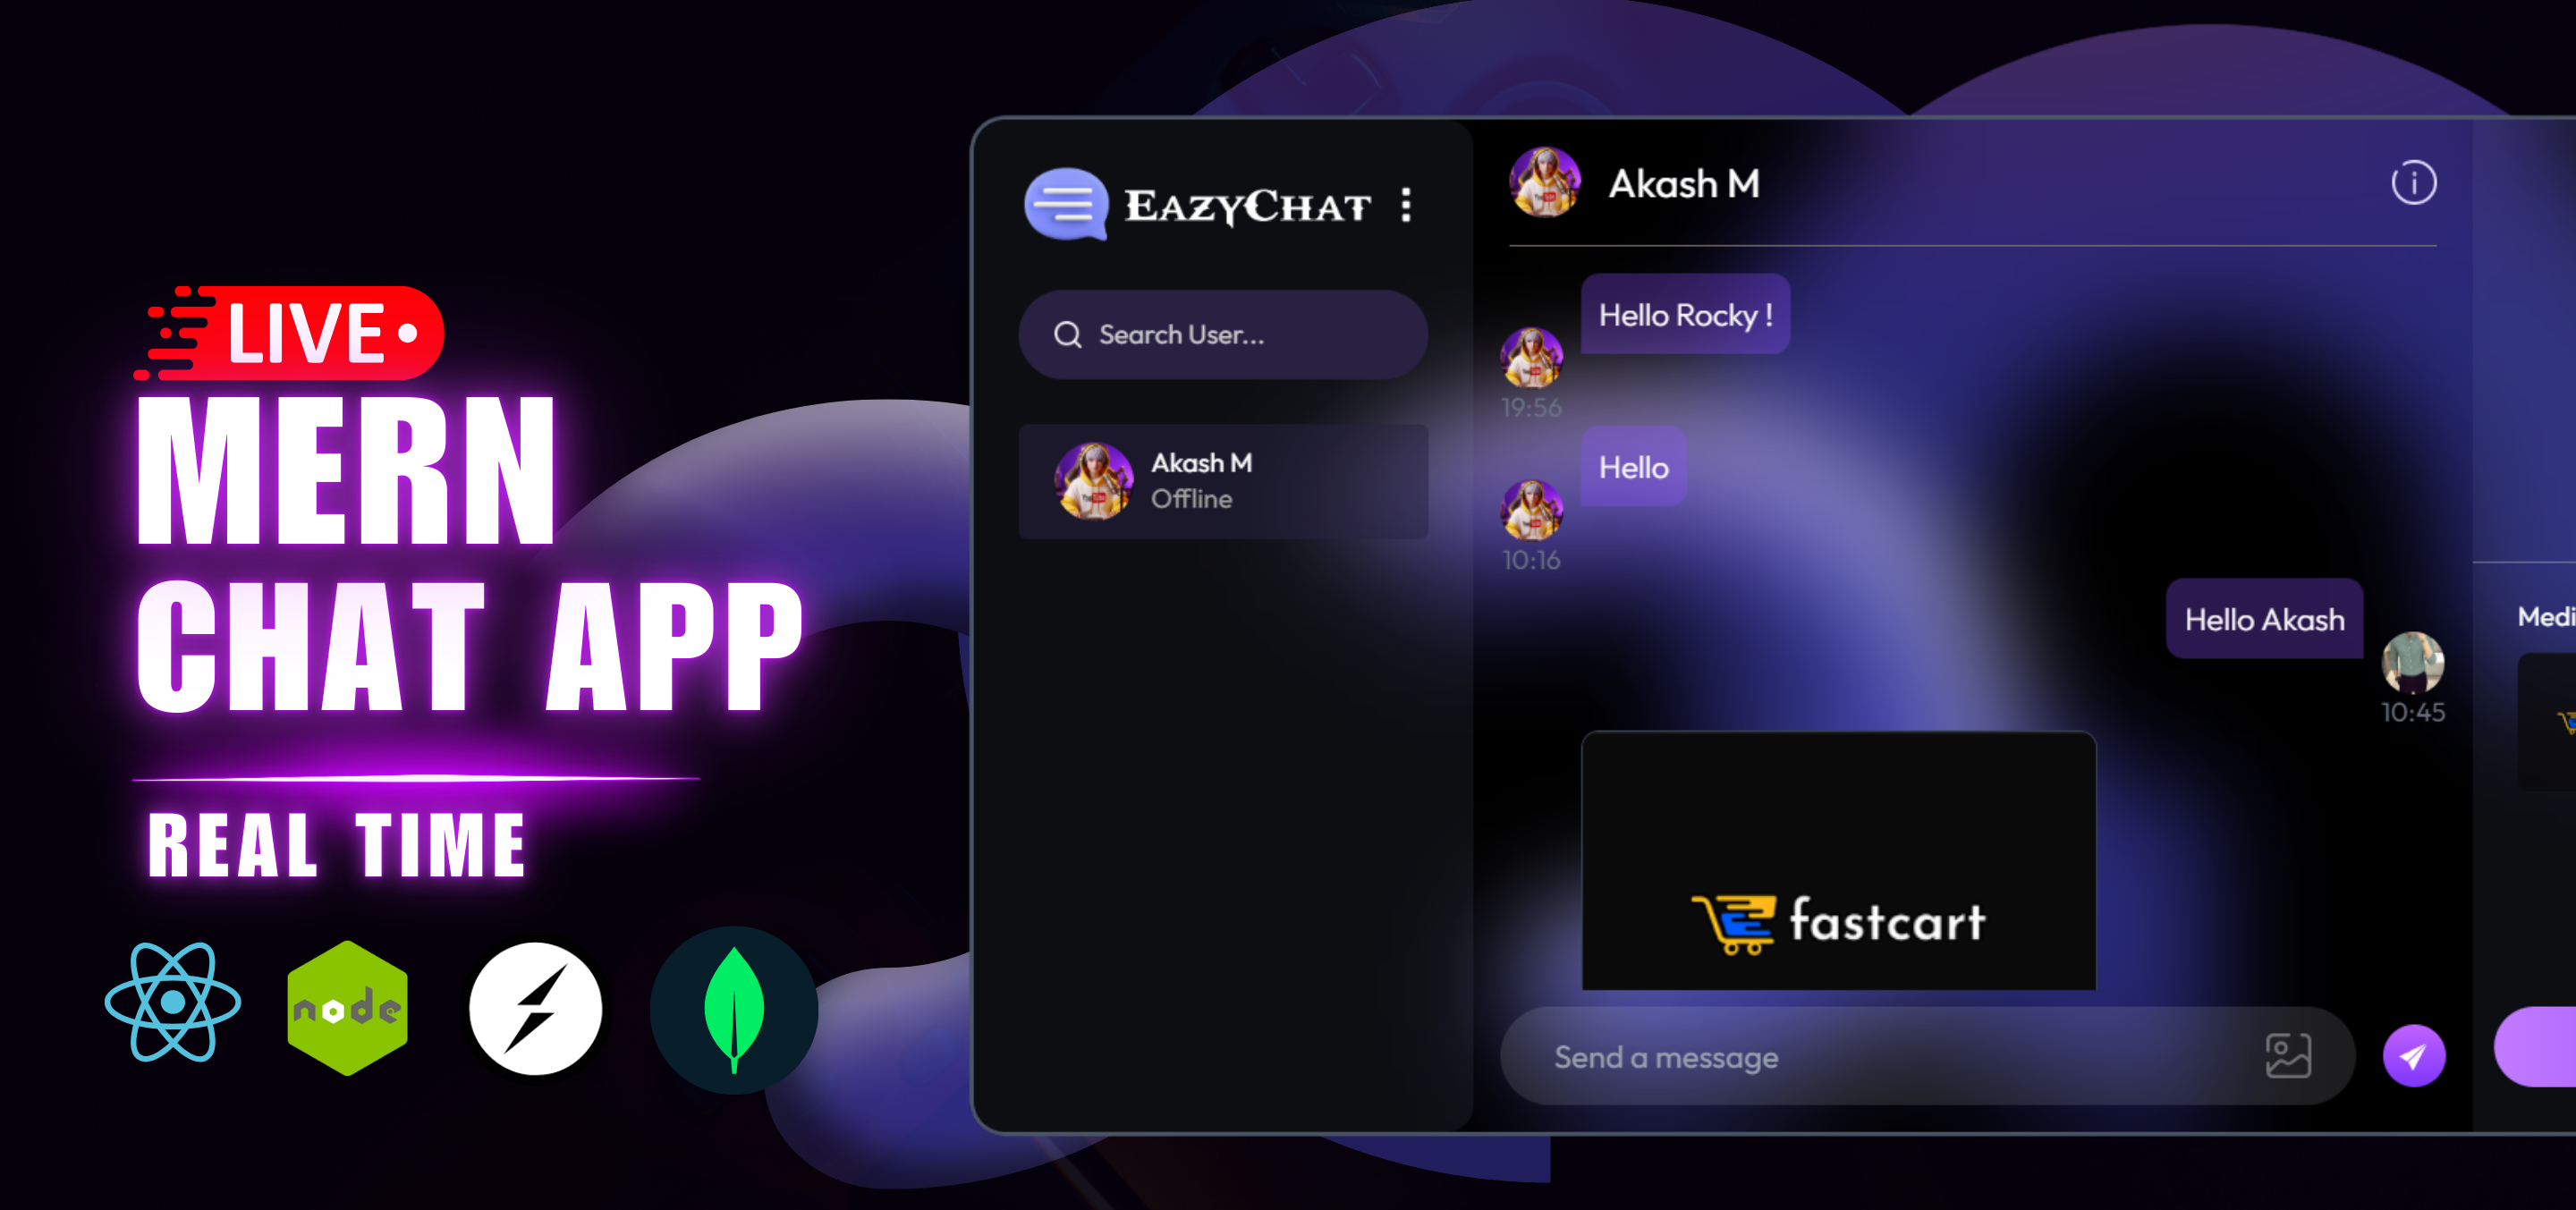 LIVE
MERN
CHAT APP
REAL TIME
node
EAZYCHAT
Search User...
Akash M
Offline
Akash M
Hello Rocky !
19:56
Hello
10:16
Hello Akash
10:45
fastcart
Send a message
Medi